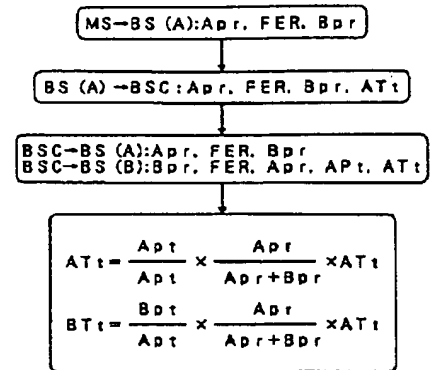 MS→BS (A):Apr, FER, Bpr
BS (A) →BSC:Apr, FER, Bpr, ATt
BSC→BS (A):Apr, FER, Bpr
BSC→BS (B):Bpr, FER, Apr, APt, ATt
ATt= Apt/Apt × Apr/Apr+Bpr ×ATt
BTt= Bpt/Apt × Apr/Apr+Bpr ×ATt